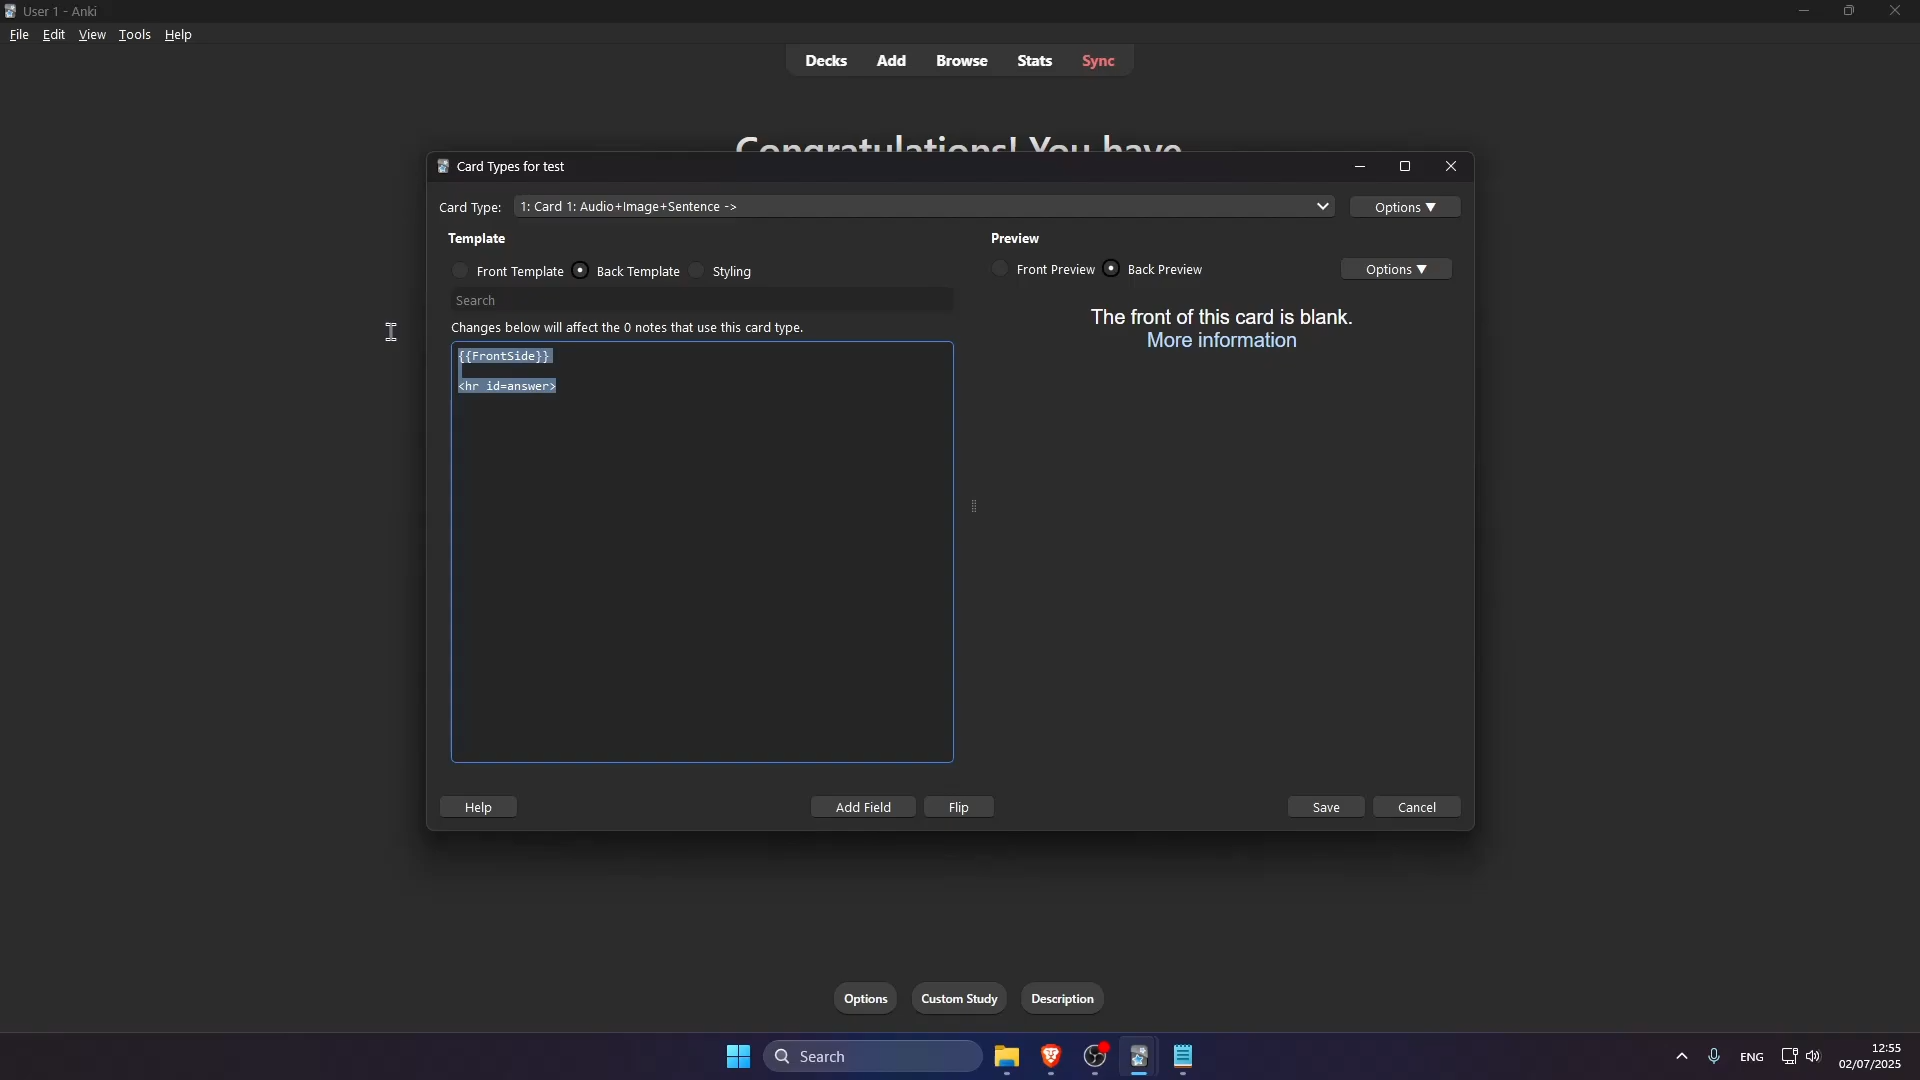 User 1 - Anki
File Edit View Tools Help
Decks Add Browse Stats Sync
Congratulations! You have
Card Types for test
Card Type: 1: Card 1: Audio+Image+Sentence -> Options ▼
Template
Front Template Back Template Styling
Search
Changes below will affect the 0 notes that use this card type.
{{FrontSide}}
<hr id=answer>
Preview
Front Preview Back Preview Options ▼
The front of this card is blank.
More information
Help Add Field Flip Save Cancel
Options Custom Study Description
Search
ENG
12:55
02/07/2025